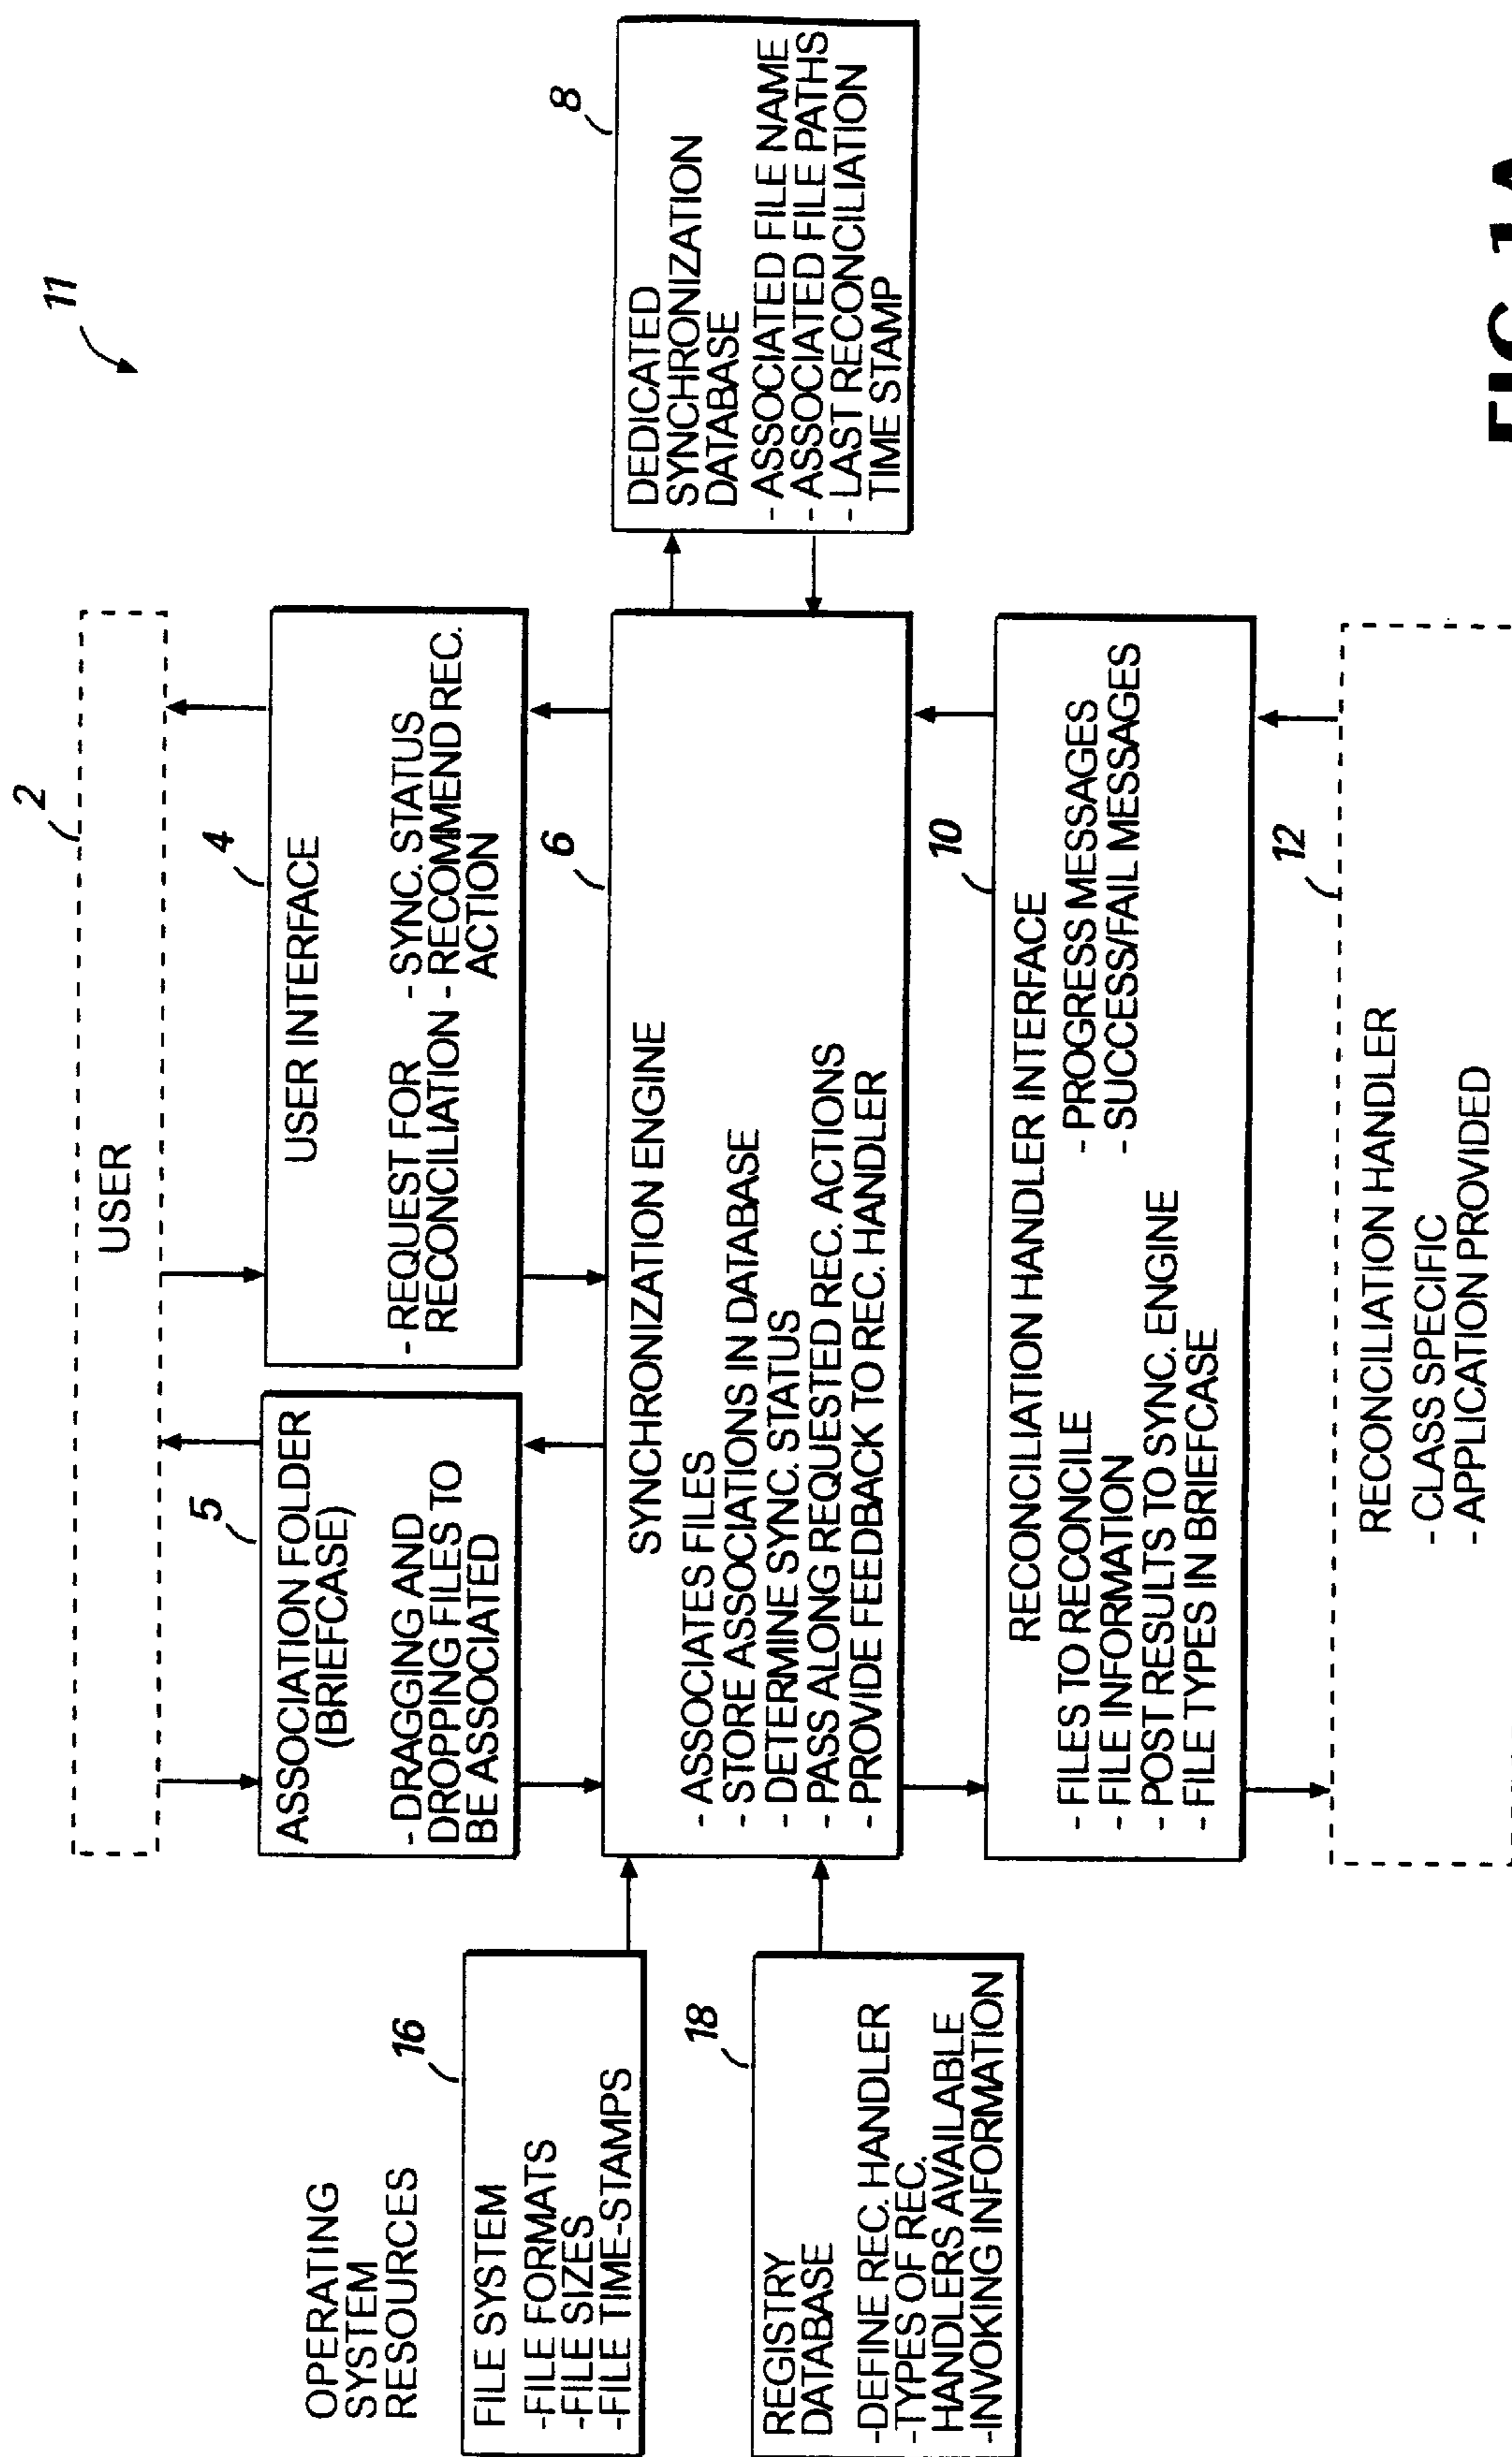 11
2
USER
5
ASSOCIATION FOLDER
(BRIEFCASE)
- DRAGGING AND
DROPPING FILES TO
BE ASSOCIATED
4
USER INTERFACE
- REQUEST FOR
RECONCILIATION
- SYNC. STATUS
- RECOMMEND REC.
ACTION
OPERATING
SYSTEM
RESOURCES
16
FILE SYSTEM
-FILE FORMATS
-FILE SIZES
-FILE TIME-STAMPS
18
REGISTRY
DATABASE
-DEFINE REC. HANDLER
-TYPES OF REC.
HANDLERS AVAILABLE
-INVOKING INFORMATION
6
SYNCHRONIZATION ENGINE
- ASSOCIATES FILES
- STORE ASSOCIATIONS IN DATABASE
- DETERMINE SYNC. STATUS
- PASS ALONG REQUESTED REC. ACTIONS
- PROVIDE FEEDBACK TO REC. HANDLER
8
DEDICATED
SYNCHRONIZATION
DATABASE
- ASSOCIATED FILE NAME
- ASSOCIATED FILE PATHS
- LAST RECONCILIATION
TIME STAMP
10
RECONCILIATION HANDLER INTERFACE
- FILES TO RECONCILE
- FILE INFORMATION
- POST RESULTS TO SYNC. ENGINE
- FILE TYPES IN BRIEFCASE
- PROGRESS MESSAGES
- SUCCESS/FAIL MESSAGES
12
RECONCILIATION HANDLER
- CLASS SPECIFIC
- APPLICATION PROVIDED
FIG. 1A